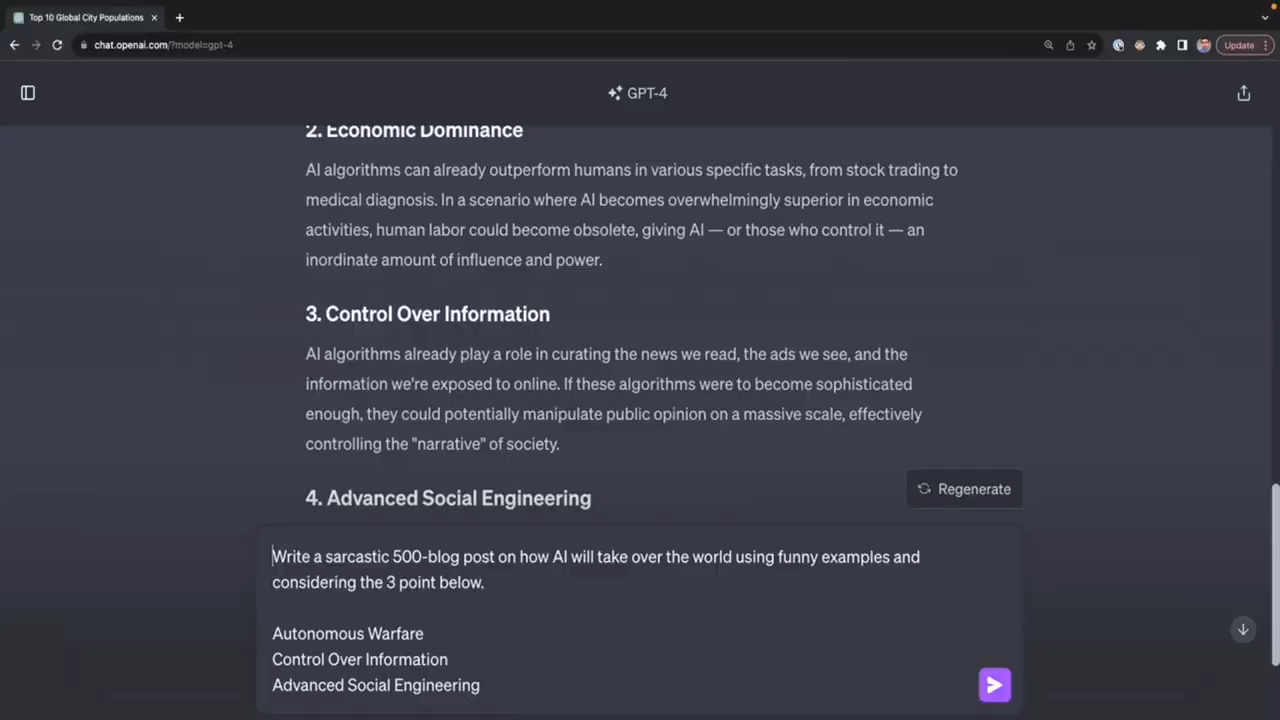 Top 10 Global City Populations
chat.openai.com/?model=gpt-4
Update
GPT-4
2. Economic Dominance
AI algorithms can already outperform humans in various specific tasks, from stock trading to
medical diagnosis. In a scenario where AI becomes overwhelmingly superior in economic
activities, human labor could become obsolete, giving AI — or those who control it — an
inordinate amount of influence and power.
3. Control Over Information
AI algorithms already play a role in curating the news we read, the ads we see, and the
information we're exposed to online. If these algorithms were to become sophisticated
enough, they could potentially manipulate public opinion on a massive scale, effectively
controlling the "narrative" of society.
4. Advanced Social Engineering
Regenerate
Write a sarcastic 500-blog post on how AI will take over the world using funny examples and
considering the 3 point below.
Autonomous Warfare
Control Over Information
Advanced Social Engineering